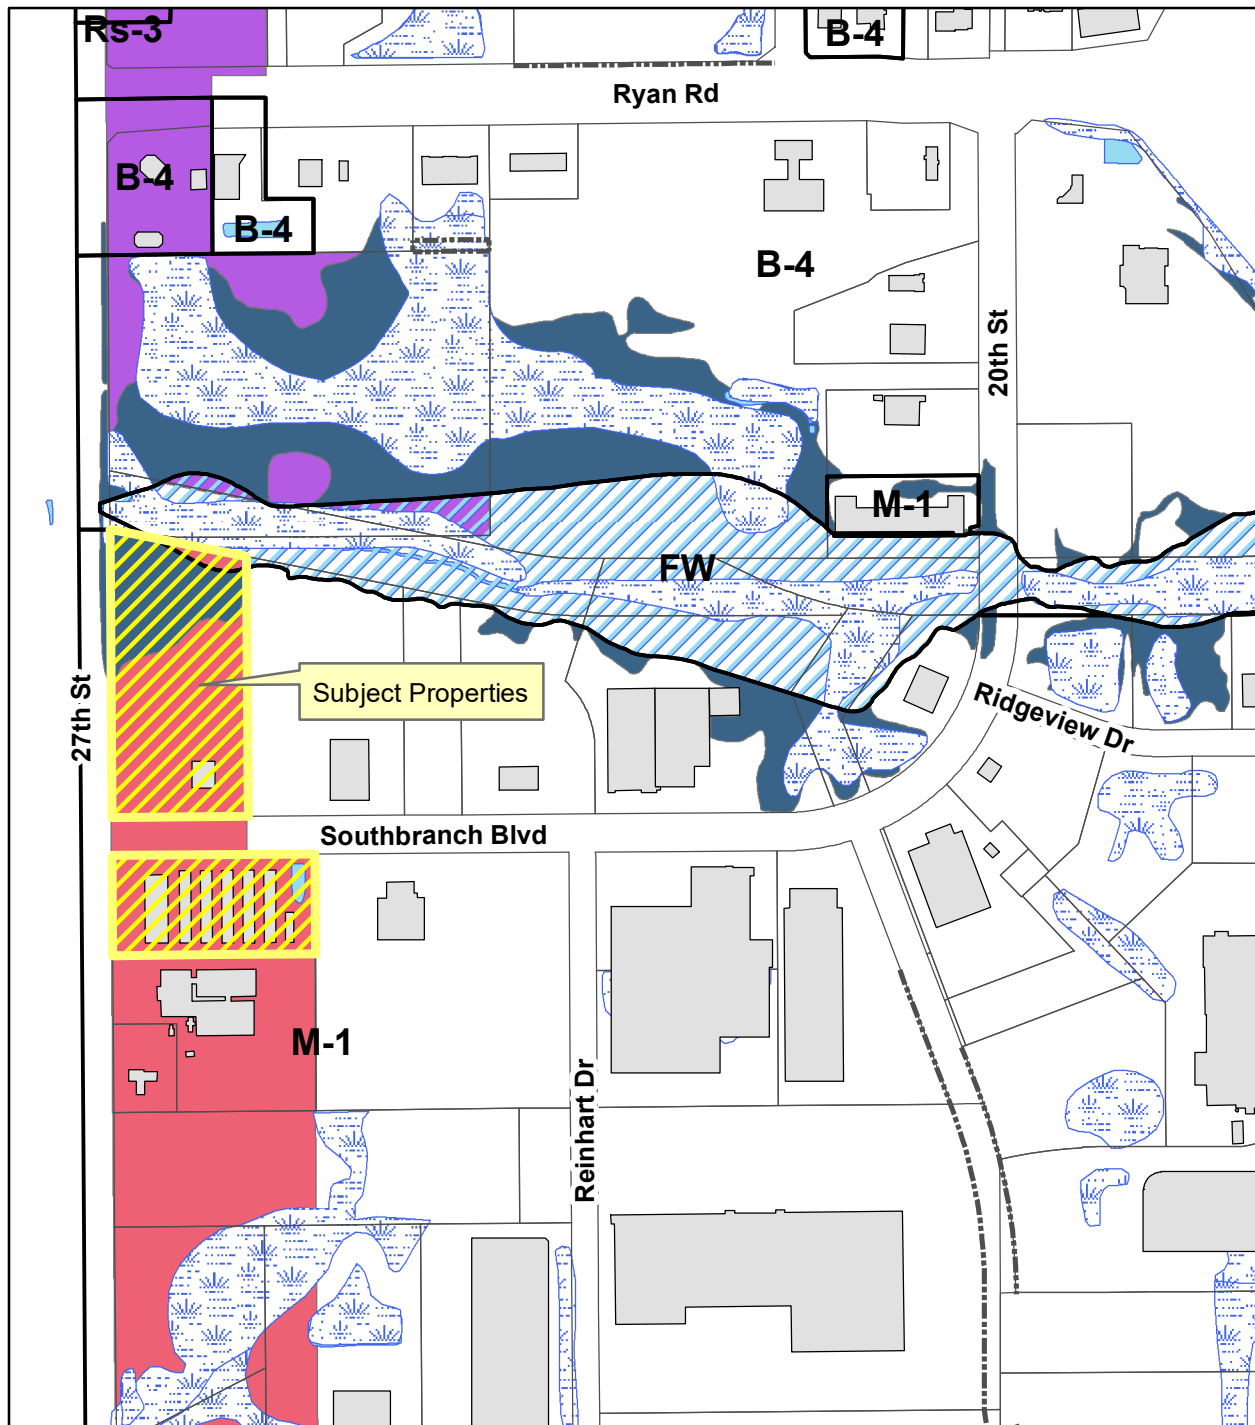 Rs-3
B-4
Ryan Rd
B-4
B-4
B-4
20th St
M-1
FW
27th St
Subject Properties
Ridgeview Dr
Southbranch Blvd
M-1
Reinhart Dr